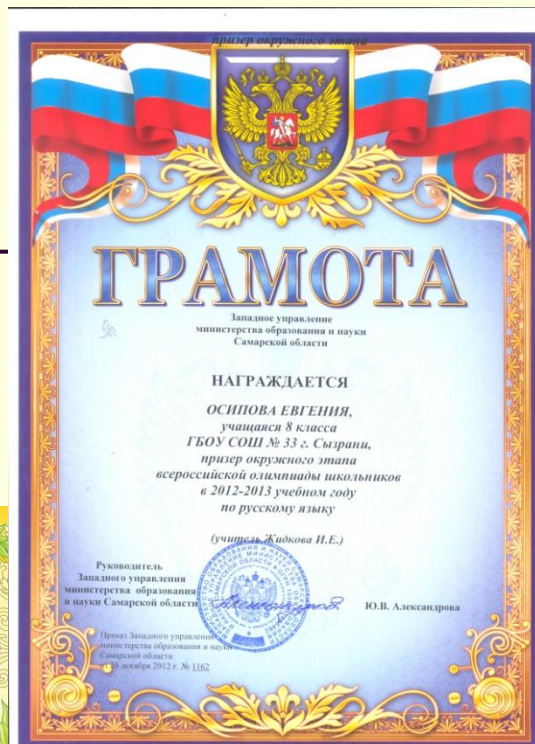 призер окружного этапа
ГРАМОТА
Западное управление
министерства образования и науки
Самарской области
9а
НАГРАЖДАЕТСЯ
ОСИПОВА ЕВГЕНИЯ,
учащаяся 8 класса
ГБОУ СОШ № 33 г. Сызрани,
призер окружного этапа
всероссийской олимпиады школьников
в 2012-2013 учебном году
по русскому языку
(учитель Жидкова И.Е.)
Руководитель
Западного управления
министерства образования
и науки Самарской области
Ю.В. Александрова
Приказ Западного управления
министерства образования и науки
Самарской области
26 декабря 2012 г. № 1162